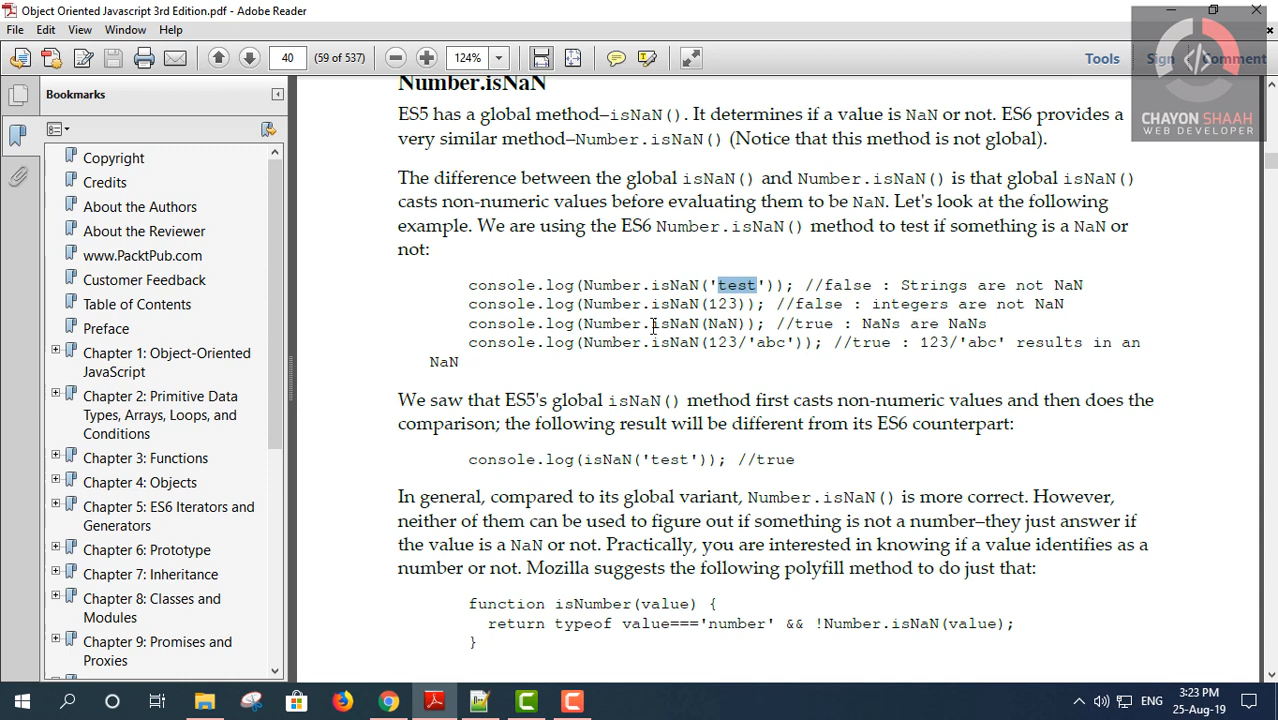 Object Oriented Javascript 3rd Edition.pdf - Adobe Reader
File Edit View Window Help
40 (59 of 537) 124% Tools Sign Comment
CHAYON SHAAH
WEB DEVELOPER
Bookmarks
Copyright
Credits
About the Authors
About the Reviewer
www.PacktPub.com
Customer Feedback
Table of Contents
Preface
Chapter 1: Object-Oriented
JavaScript
Chapter 2: Primitive Data
Types, Arrays, Loops, and
Conditions
Chapter 3: Functions
Chapter 4: Objects
Chapter 5: ES6 Iterators and
Generators
Chapter 6: Prototype
Chapter 7: Inheritance
Chapter 8: Classes and
Modules
Chapter 9: Promises and
Proxies
Number.isNaN
ES5 has a global method–isNaN(). It determines if a value is NaN or not. ES6 provides a
very similar method–Number.isNaN() (Notice that this method is not global).
The difference between the global isNaN() and Number.isNaN() is that global isNaN()
casts non-numeric values before evaluating them to be NaN. Let's look at the following
example. We are using the ES6 Number.isNaN() method to test if something is a NaN or
not:
console.log(Number.isNaN('test')); //false : Strings are not NaN
console.log(Number.isNaN(123)); //false : integers are not NaN
console.log(Number.isNaN(NaN)); //true : NaNs are NaNs
console.log(Number.isNaN(123/'abc')); //true : 123/'abc' results in an
NaN
We saw that ES5's global isNaN() method first casts non-numeric values and then does the
comparison; the following result will be different from its ES6 counterpart:
console.log(isNaN('test')); //true
In general, compared to its global variant, Number.isNaN() is more correct. However,
neither of them can be used to figure out if something is not a number–they just answer if
the value is a NaN or not. Practically, you are interested in knowing if a value identifies as a
number or not. Mozilla suggests the following polyfill method to do just that:
function isNumber(value) {
return typeof value==='number' && !Number.isNaN(value);
}
ENG
3:23 PM
25-Aug-19